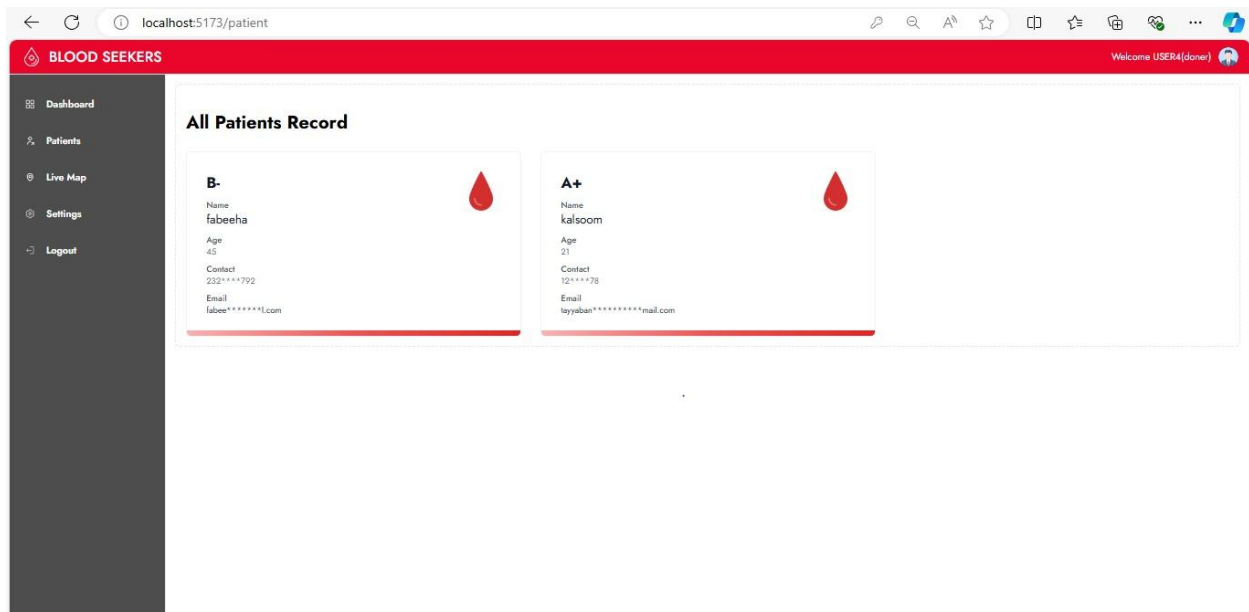 localhost:5173/patient
BLOOD SEEKERS
Welcome USER4(doner)
Dashboard
Patients
Live Map
Settings
Logout
All Patients Record
B-
Name
fabeeha
Age
45
Contact
232****792
Email
fabee*******l.com
A+
Name
kalsoom
Age
21
Contact
12****78
Email
tayyaban**********mail.com